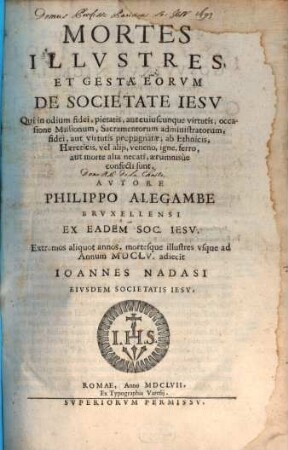 MORTES
ILLVSTRES,
ET GESTÆ EORVM
DE SOCIETATE IESV
Qui in odium fidei, pietatis, aut cuiuscunque virtutis, occa-
sione Missionum, Sacramentorum administratorum,
fidei, aut virtutis propugnatæ, ab Ethnicis,
Hæreticis, vel alijs, veneno, igne, ferro,
aut morte alia necati, ærumnisue
confecti sunt.
AVTORE
PHILIPPO ALEGAMBE
BRVXELLENSI
EX EADEM SOC. IESV.
Extremos aliquot annos, mortesque illustres vsque ad
Annum MDCLV. adiecit
IOANNES NADASI
EIVSDEM SOCIETATIS IESV.
I.H.S.
ROMAE, Anno MDCLVII.
Ex Typographia Varesij.
SVPERIORVM PERMISSV.